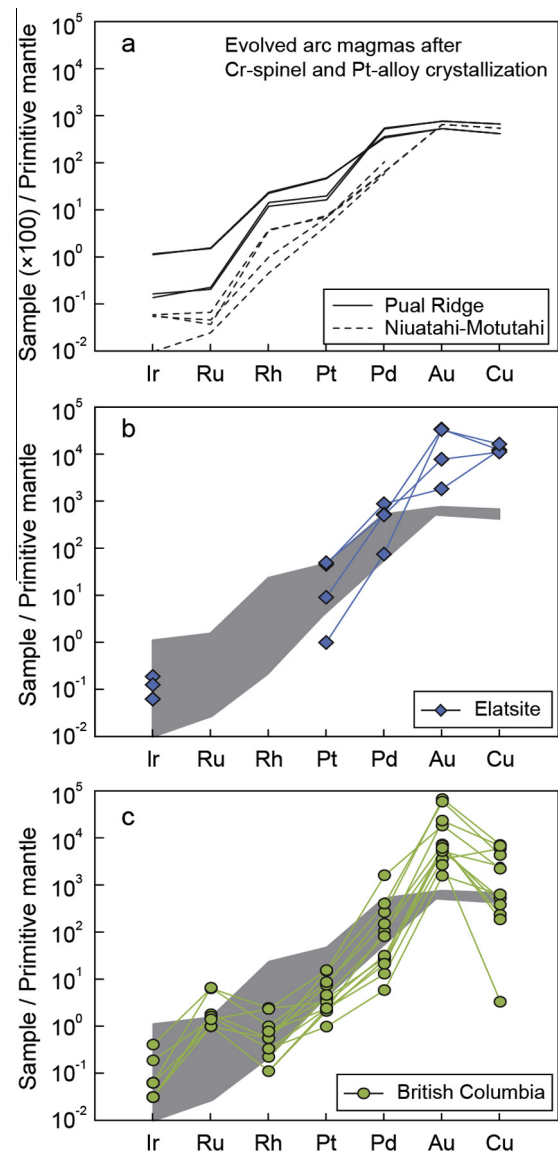 a
Evolved arc magmas after
Cr-spinel and Pt-alloy crystallization
Sample (×100) / Primitive mantle
10^5
10^4
10^3
10^2
10^1
10^0
10^-1
10^-2
Pual Ridge
Niuatahi-Motutahi
Ir Ru Rh Pt Pd Au Cu
b
Sample / Primitive mantle
10^5
10^4
10^3
10^2
10^1
10^0
10^-1
10^-2
Elatsite
Ir Ru Rh Pt Pd Au Cu
c
Sample / Primitive mantle
10^5
10^4
10^3
10^2
10^1
10^0
10^-1
10^-2
British Columbia
Ir Ru Rh Pt Pd Au Cu